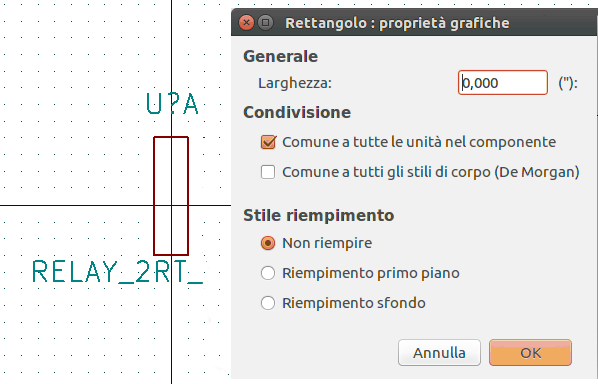 Rettangolo : proprietà grafiche
Generale
Larghezza: 0,000 ("):
Condivisione
Comune a tutte le unità nel componente
Comune a tutti gli stili di corpo (De Morgan)
Stile riempimento
Non riempire
Riempimento primo piano
Riempimento sfondo
Annulla OK
U?A
RELAY_2RT_